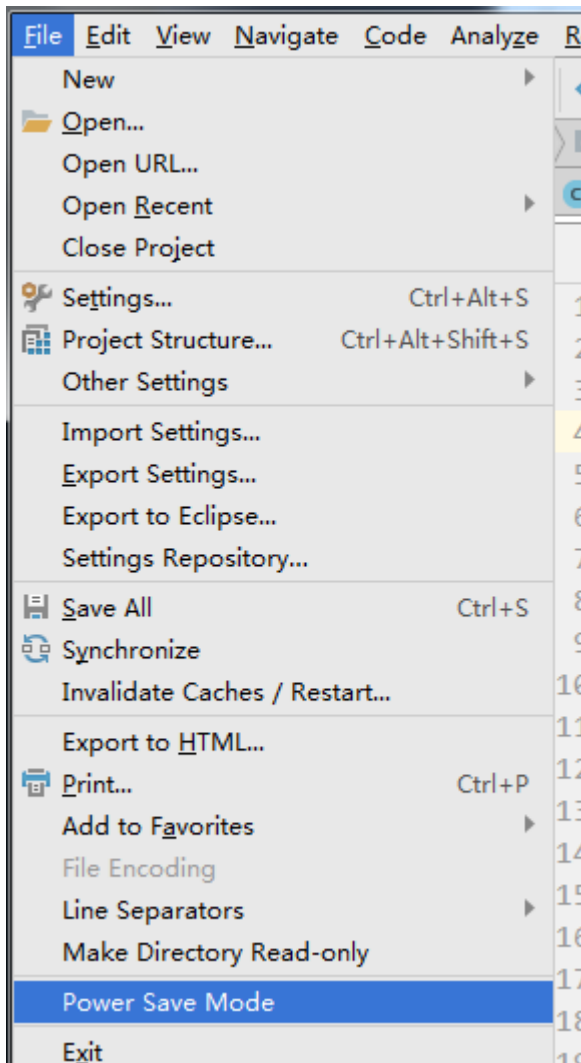 File Edit View Navigate Code Analyze R
New
Open...
Open URL...
Open Recent
Close Project
Settings... Ctrl+Alt+S
Project Structure... Ctrl+Alt+Shift+S
Other Settings
Import Settings...
Export Settings...
Export to Eclipse...
Settings Repository...
Save All Ctrl+S
Synchronize
Invalidate Caches / Restart...
Export to HTML...
Print... Ctrl+P
Add to Favorites
File Encoding
Line Separators
Make Directory Read-only
Power Save Mode
Exit